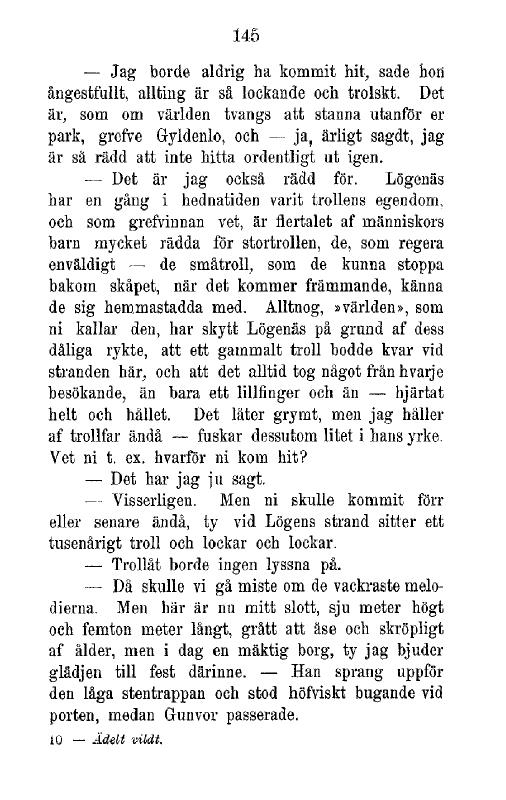 145
— Jag borde aldrig ha kommit hit, sade hon
ångestfullt, allting är så lockande och trolskt. Det
är, som om världen tvangs att stanna utanför er
park, grefve Gyldenlo, och — ja, ärligt sagdt, jag
är så rädd att inte hitta ordentligt ut igen.
— Det är jag också rädd för. Lögenäs
har en gång i hednatiden varit trollens egendom,
och som grefvinnan vet, är flertalet af människors
barn mycket rädda för stortrollen, de, som regera
enväldigt — de småtroll, som de kunna stoppa
bakom skåpet, när det kommer främmande, känna
de sig hemmastadda med. Alltnog, »världen», som
ni kallar den, har skytt Lögenäs på grund af dess
dåliga rykte, att ett gammalt troll bodde kvar vid
stranden här, och att det alltid tog något från hvarje
besökande, än bara ett lillfinger och än — hjärtat
helt och hållet. Det låter grymt, men jag håller
af trollfar ändå — fuskar dessutom litet i hans yrke.
Vet ni t. ex. hvarför ni kom hit?
— Det har jag ju sagt.
— Visserligen. Men ni skulle kommit förr
eller senare ändå, ty vid Lögens strand sitter ett
tusenårigt troll och lockar och lockar.
— Trollåt borde ingen lyssna på.
— Då skulle vi gå miste om de vackraste melo-
dierna. Men här är nu mitt slott, sju meter högt
och femton meter långt, grått att åse och skröpligt
af ålder, men i dag en mäktig borg, ty jag bjuder
glädjen till fest därinne. — Han sprang uppför
den låga stentrappan och stod höfviskt bugande vid
porten, medan Gunvor passerade.
10 — Ädelt vildt.